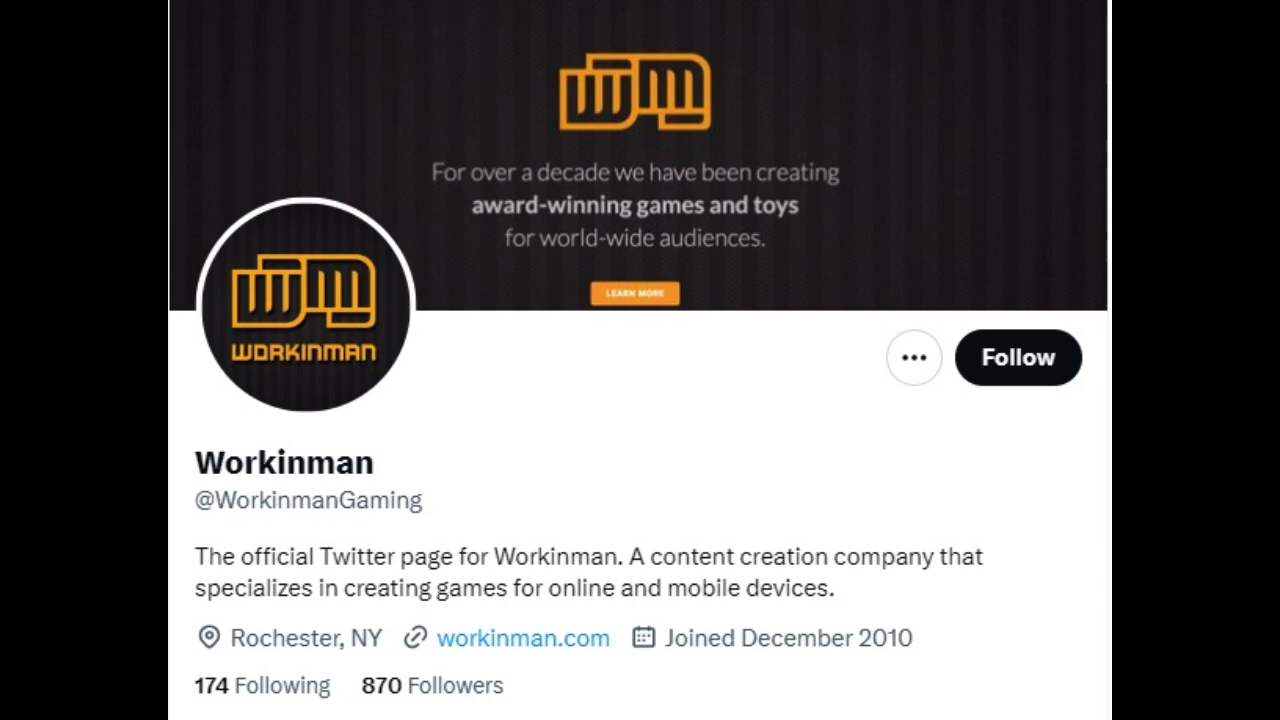 WM
For over a decade we have been creating
award-winning games and toys
for world-wide audiences.
LEARN MORE
WM
WORKINMAN
Follow
Workinman
@WorkinmanGaming
The official Twitter page for Workinman. A content creation company that
specializes in creating games for online and mobile devices.
Rochester, NY workinman.com Joined December 2010
174 Following 870 Followers